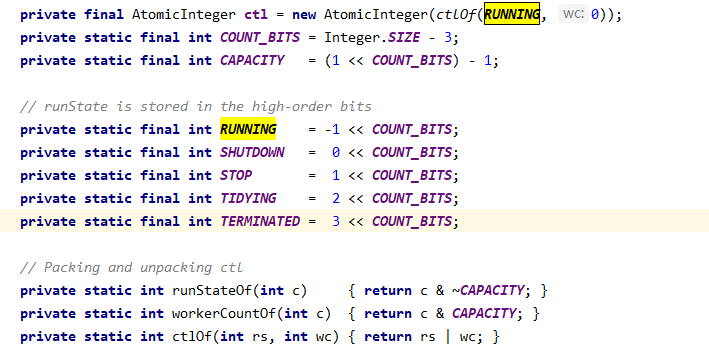 private final AtomicInteger ctl = new AtomicInteger(ctlOf(RUNNING, wc: 0));
private static final int COUNT_BITS = Integer.SIZE - 3;
private static final int CAPACITY   = (1 << COUNT_BITS) - 1;

// runState is stored in the high-order bits
private static final int RUNNING    = -1 << COUNT_BITS;
private static final int SHUTDOWN   =  0 << COUNT_BITS;
private static final int STOP       =  1 << COUNT_BITS;
private static final int TIDYING    =  2 << COUNT_BITS;
private static final int TERMINATED =  3 << COUNT_BITS;

// Packing and unpacking ctl
private static int runStateOf(int c)     { return c & ~CAPACITY; }
private static int workerCountOf(int c)  { return c & CAPACITY; }
private static int ctlOf(int rs, int wc) { return rs | wc; }